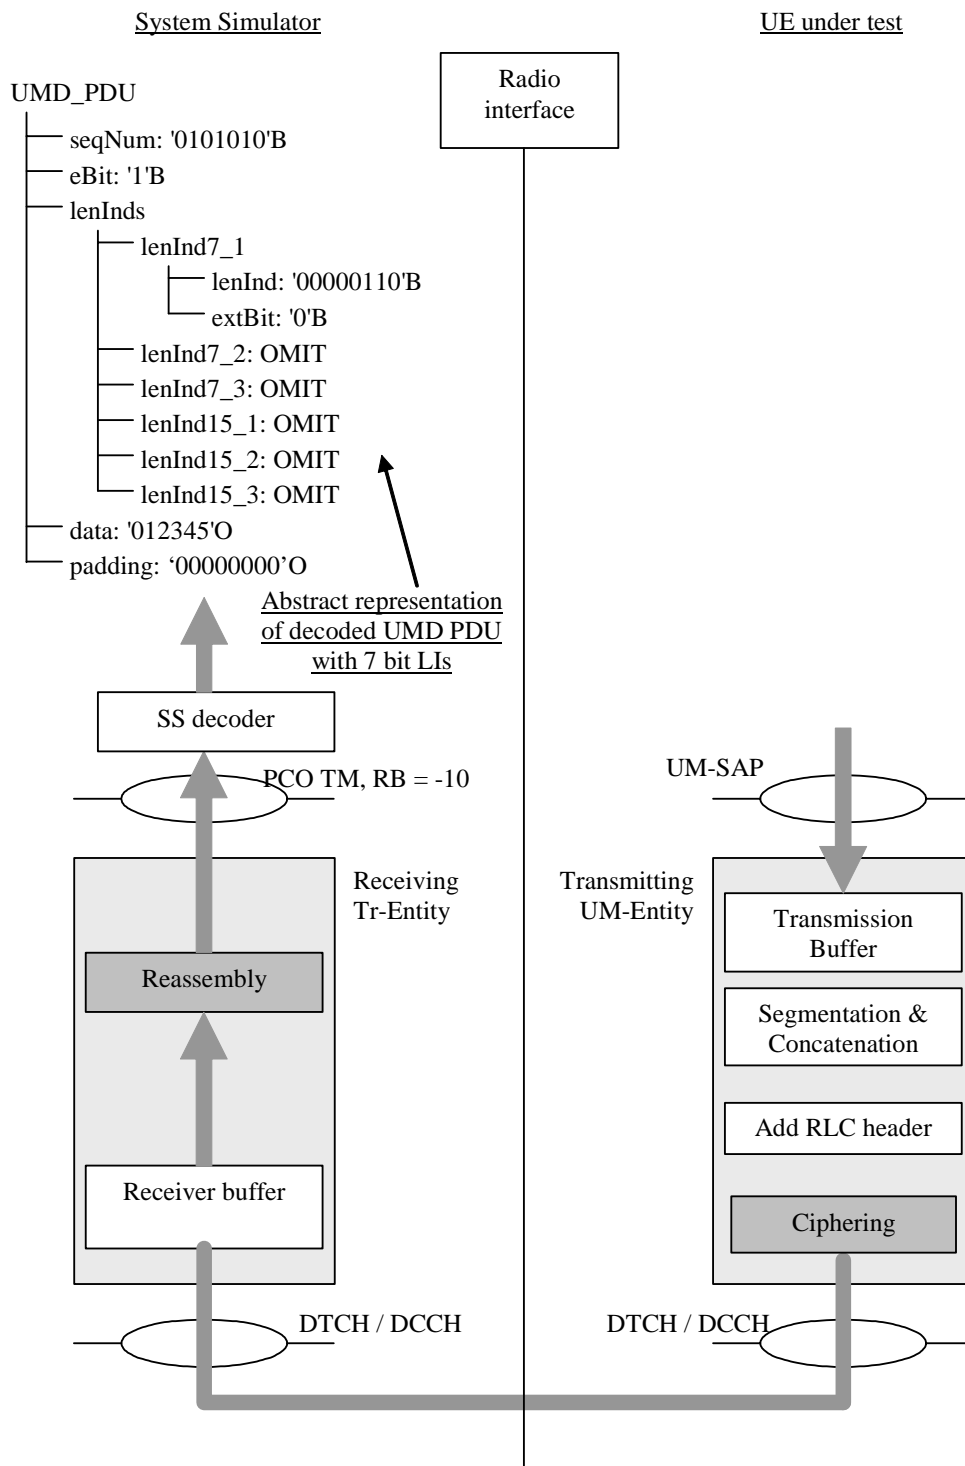 System Simulator
UE under test
Radio
interface
UMD_PDU
seqNum: '0101010'B
eBit: '1'B
lenInds
lenInd7_1
lenInd: '00000110'B
extBit: '0'B
lenInd7_2: OMIT
lenInd7_3: OMIT
lenInd15_1: OMIT
lenInd15_2: OMIT
lenInd15_3: OMIT
data: '012345'O
padding: ‘00000000’O
Abstract representation
of decoded UMD PDU
with 7 bit LIs
SS decoder
PCO TM, RB = -10
UM-SAP
Receiving
Tr-Entity
Transmitting
UM-Entity
Transmission
Buffer
Reassembly
Segmentation &
Concatenation
Add RLC header
Receiver buffer
Ciphering
DTCH / DCCH
DTCH / DCCH